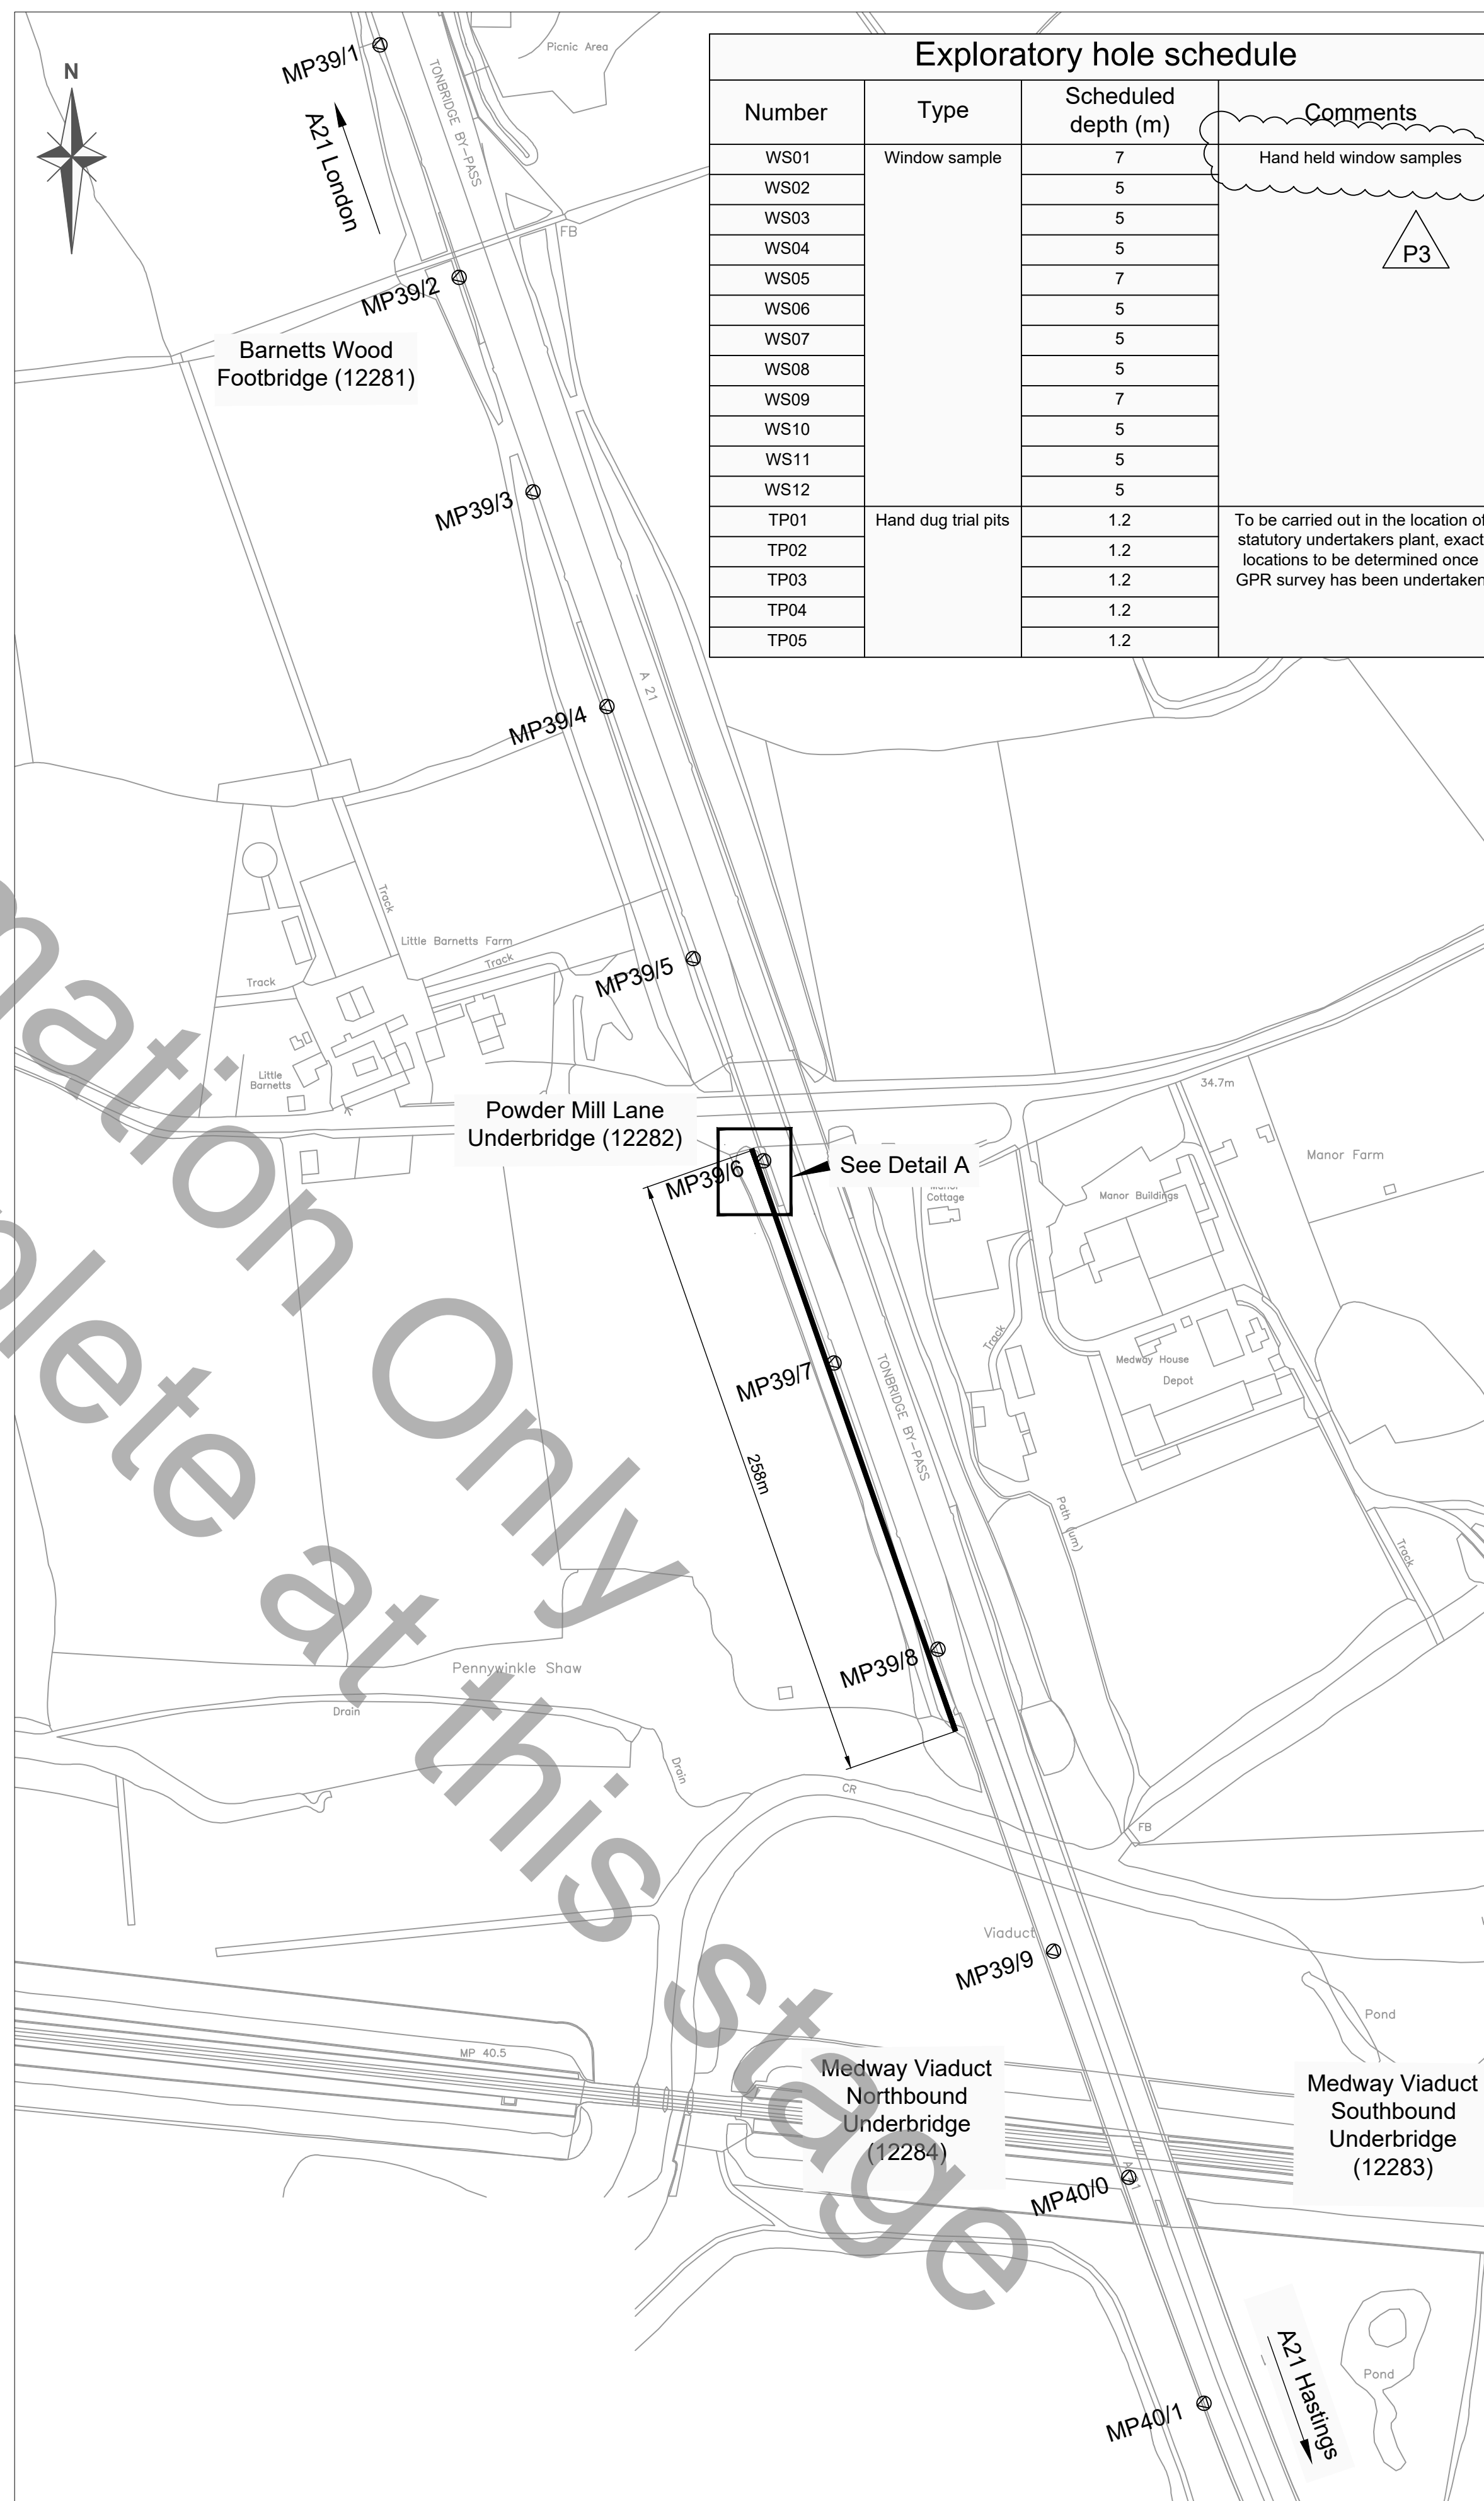 Exploratory hole schedule
Number Type Scheduled depth (m) Comments
WS01 Window sample 7 Hand held window samples
WS02 5
WS03 5
WS04 5
WS05 7
WS06 5
WS07 5
WS08 5
WS09 7
WS10 5
WS11 5
WS12 5
P3
TP01 Hand dug trial pits 1.2 To be carried out in the location of
TP02 1.2 statutory undertakers plant, exact
TP03 1.2 locations to be determined once
GPR survey has been undertaken
TP04 1.2
TP05 1.2
N
MP39/1
A21 London
TONBRIDGE BY-PASS
Picnic Area
FB
MP39/2
Barnetts Wood
Footbridge (12281)
MP39/3
A 21
MP39/4
Track
Little Barnetts Farm
Track
Track
MP39/5
Little
Barnetts
34.7m
Powder Mill Lane
Underbridge (12282)
See Detail A
MP39/6
Manor
Cottage
Manor Buildings
Manor Farm
Track
Medway House
Depot
MP39/7
TONBRIDGE BY-PASS
258m
Path (um)
Track
MP39/8
Pennywinkle Shaw
Drain
Drain
CR
FB
Viaduct
MP39/9
Pond
MP 40.5
Medway Viaduct
Northbound
Underbridge
(12284)
Medway Viaduct
Southbound
Underbridge
(12283)
MP40/0
A 21
A21 Hastings
Pond
MP40/1
mation Only
plete at this stage